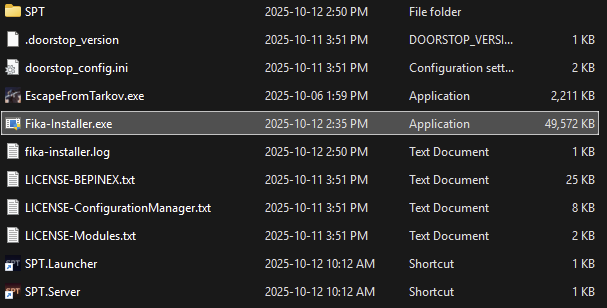 SPT 2025-10-12 2:50 PM File folder
.doorstop_version 2025-10-11 3:51 PM DOORSTOP_VERSI... 1 KB
doorstop_config.ini 2025-10-11 3:51 PM Configuration sett... 2 KB
EscapeFromTarkov.exe 2025-10-06 1:59 PM Application 2,211 KB
Fika-Installer.exe 2025-10-12 2:35 PM Application 49,572 KB
fika-installer.log 2025-10-12 2:50 PM Text Document 1 KB
LICENSE-BEPINEX.txt 2025-10-11 3:51 PM Text Document 25 KB
LICENSE-ConfigurationManager.txt 2025-10-11 3:51 PM Text Document 8 KB
LICENSE-Modules.txt 2025-10-11 3:51 PM Text Document 2 KB
SPT.Launcher 2025-10-12 10:12 AM Shortcut 1 KB
SPT.Server 2025-10-12 10:12 AM Shortcut 1 KB